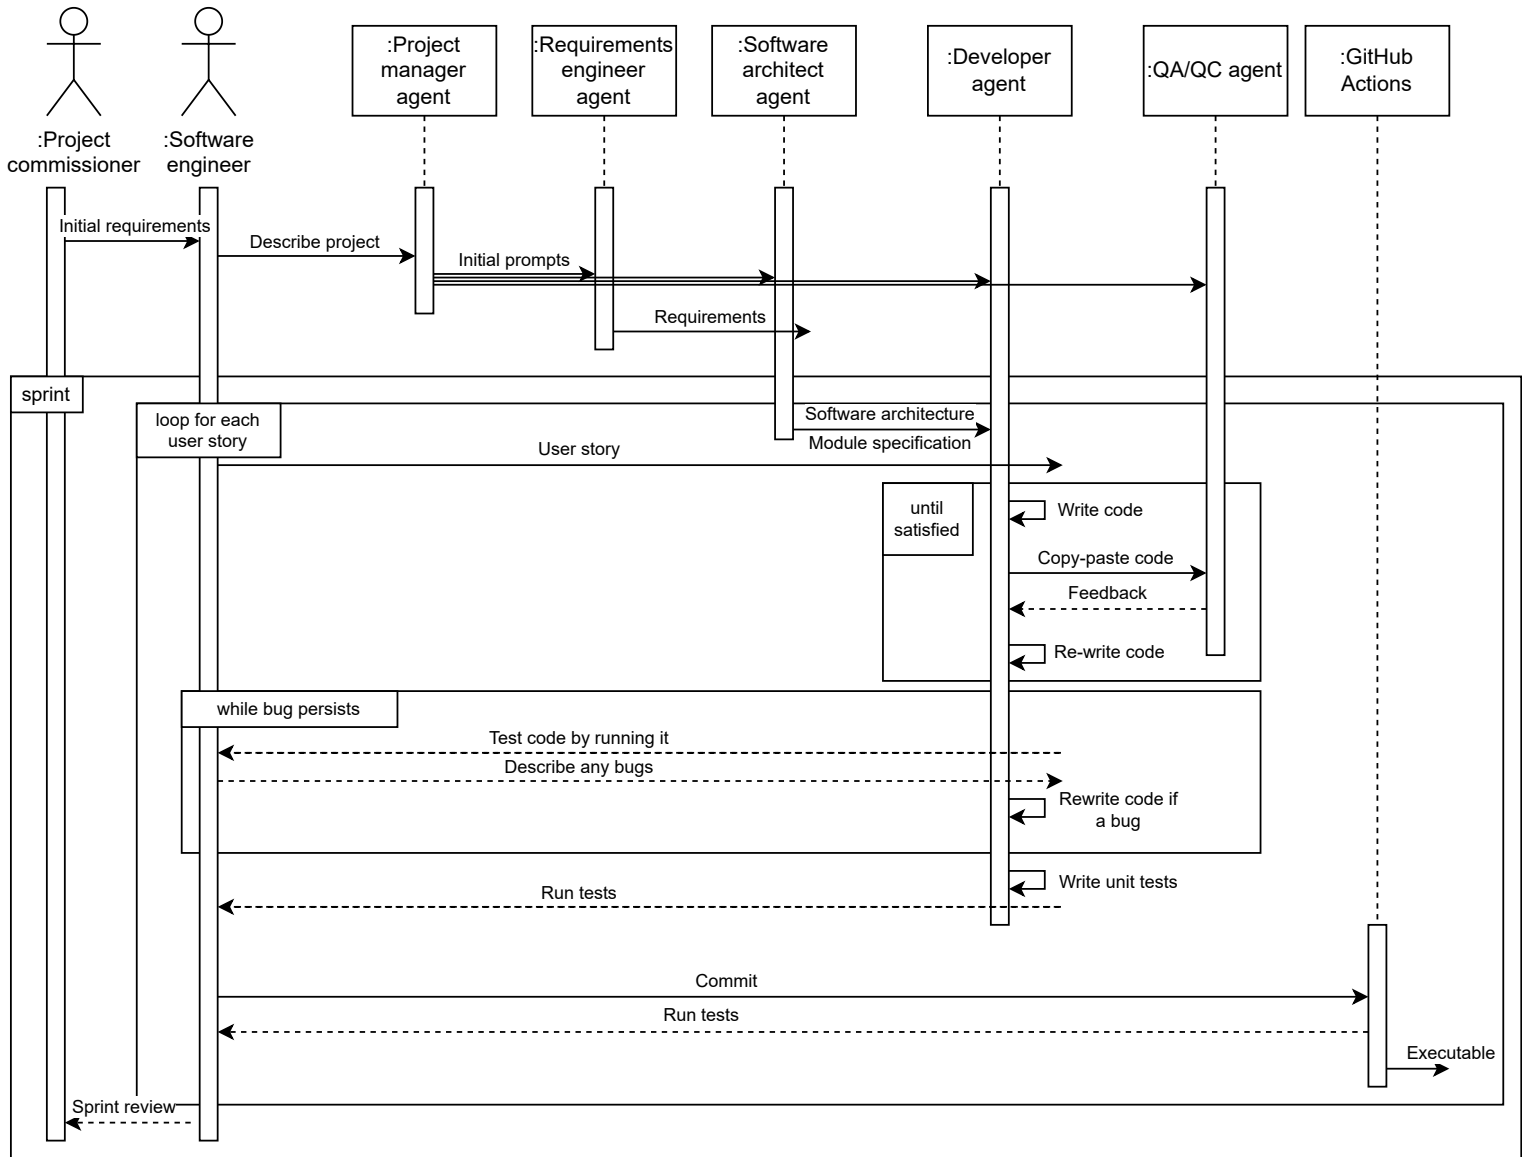 :Project
commissioner
:Software
engineer
:Project
manager
agent
:Requirements
engineer
agent
:Software
architect
agent
:Developer
agent
:QA/QC agent
:GitHub
Actions
Initial requirements
Describe project
Initial prompts
Requirements
sprint
loop for each
user story
Software architecture
Module specification
User story
until
satisfied
Write code
Copy-paste code
Feedback
Re-write code
while bug persists
Test code by running it
Describe any bugs
Rewrite code if
a bug
Write unit tests
Run tests
Commit
Run tests
Executable
Sprint review